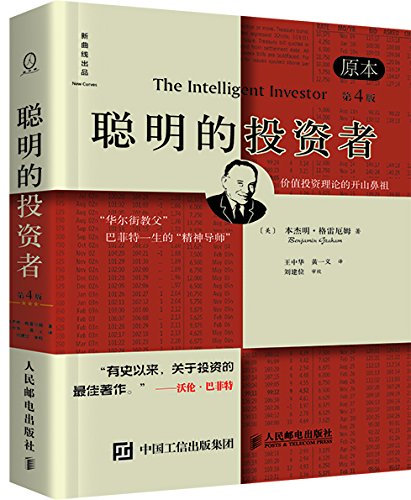 新曲线出品
New Curves
The Intelligent Investor
原本
第4版
聪明的投资者
价值投资理论的开山鼻祖
“华尔街教父”
巴菲特一生的“精神导师”
〔美〕 本杰明·格雷厄姆 著
Benjamin Graham
王中华 黄一义 译
刘建位 审校
“有史以来，关于投资的
最佳著作。”
——沃伦·巴菲特
中国工信出版集团
人民邮电出版社
POSTS & TELECOM PRESS
聪明的投资者
第4版
人民邮电出版社